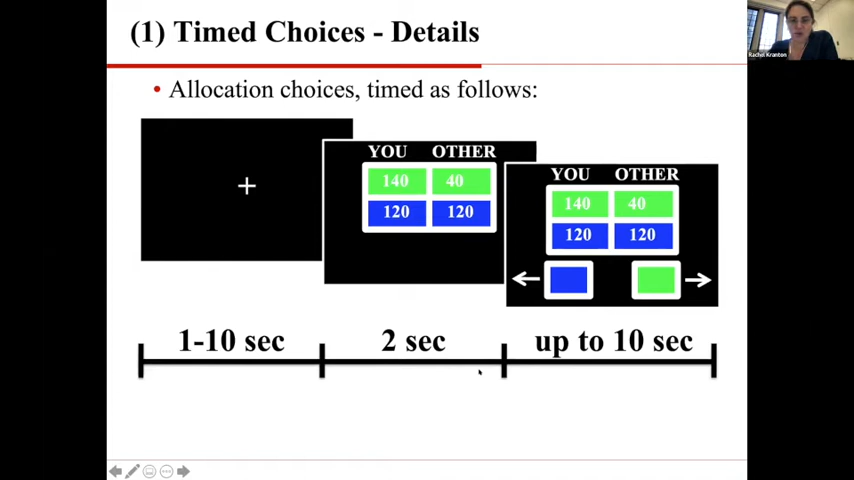 (1) Timed Choices - Details
Rachel Kranton
• Allocation choices, timed as follows:
+
YOU OTHER
140 40
120 120
YOU OTHER
140 40
120 120
1-10 sec 2 sec up to 10 sec